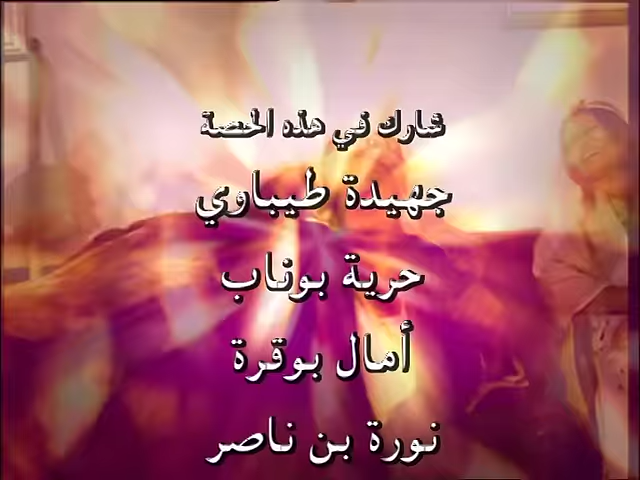 شارك في هذه الحصة
جهيدة طيباوي
حرية بوناب
أمال بوقرة
نورة بن ناصر